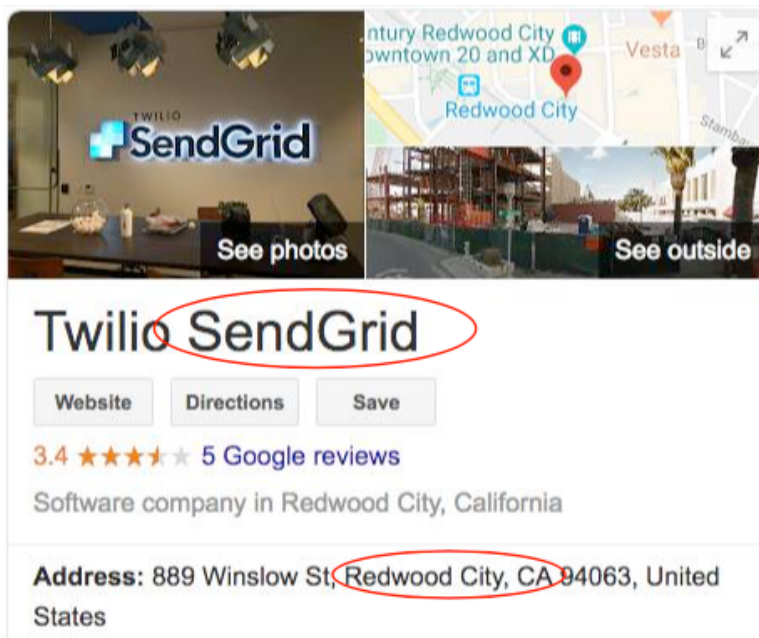 TWILIO
SendGrid
See photos
ntury Redwood City
owntown 20 and XD
Vesta
B
Redwood City
Stambau
See outside
Twilio SendGrid
Website
Directions
Save
3.4
5 Google reviews
Software company in Redwood City, California
Address: 889 Winslow St, Redwood City, CA 94063, United
States